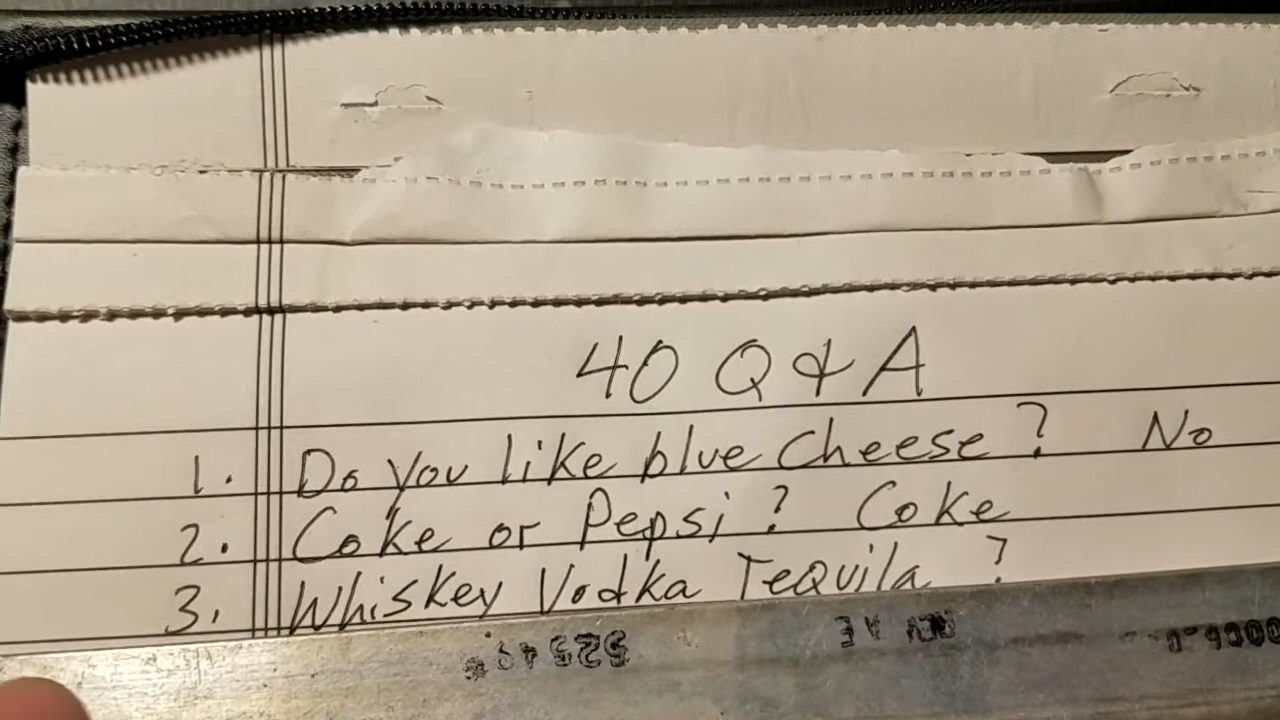 40 Q & A
1. Do you like blue cheese? No
2. Coke or Pepsi? Coke
3. Whiskey Vodka Tequila?